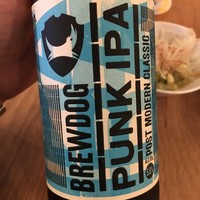 BREWDOG
PUNK IPA
POST MODERN CLASSIC